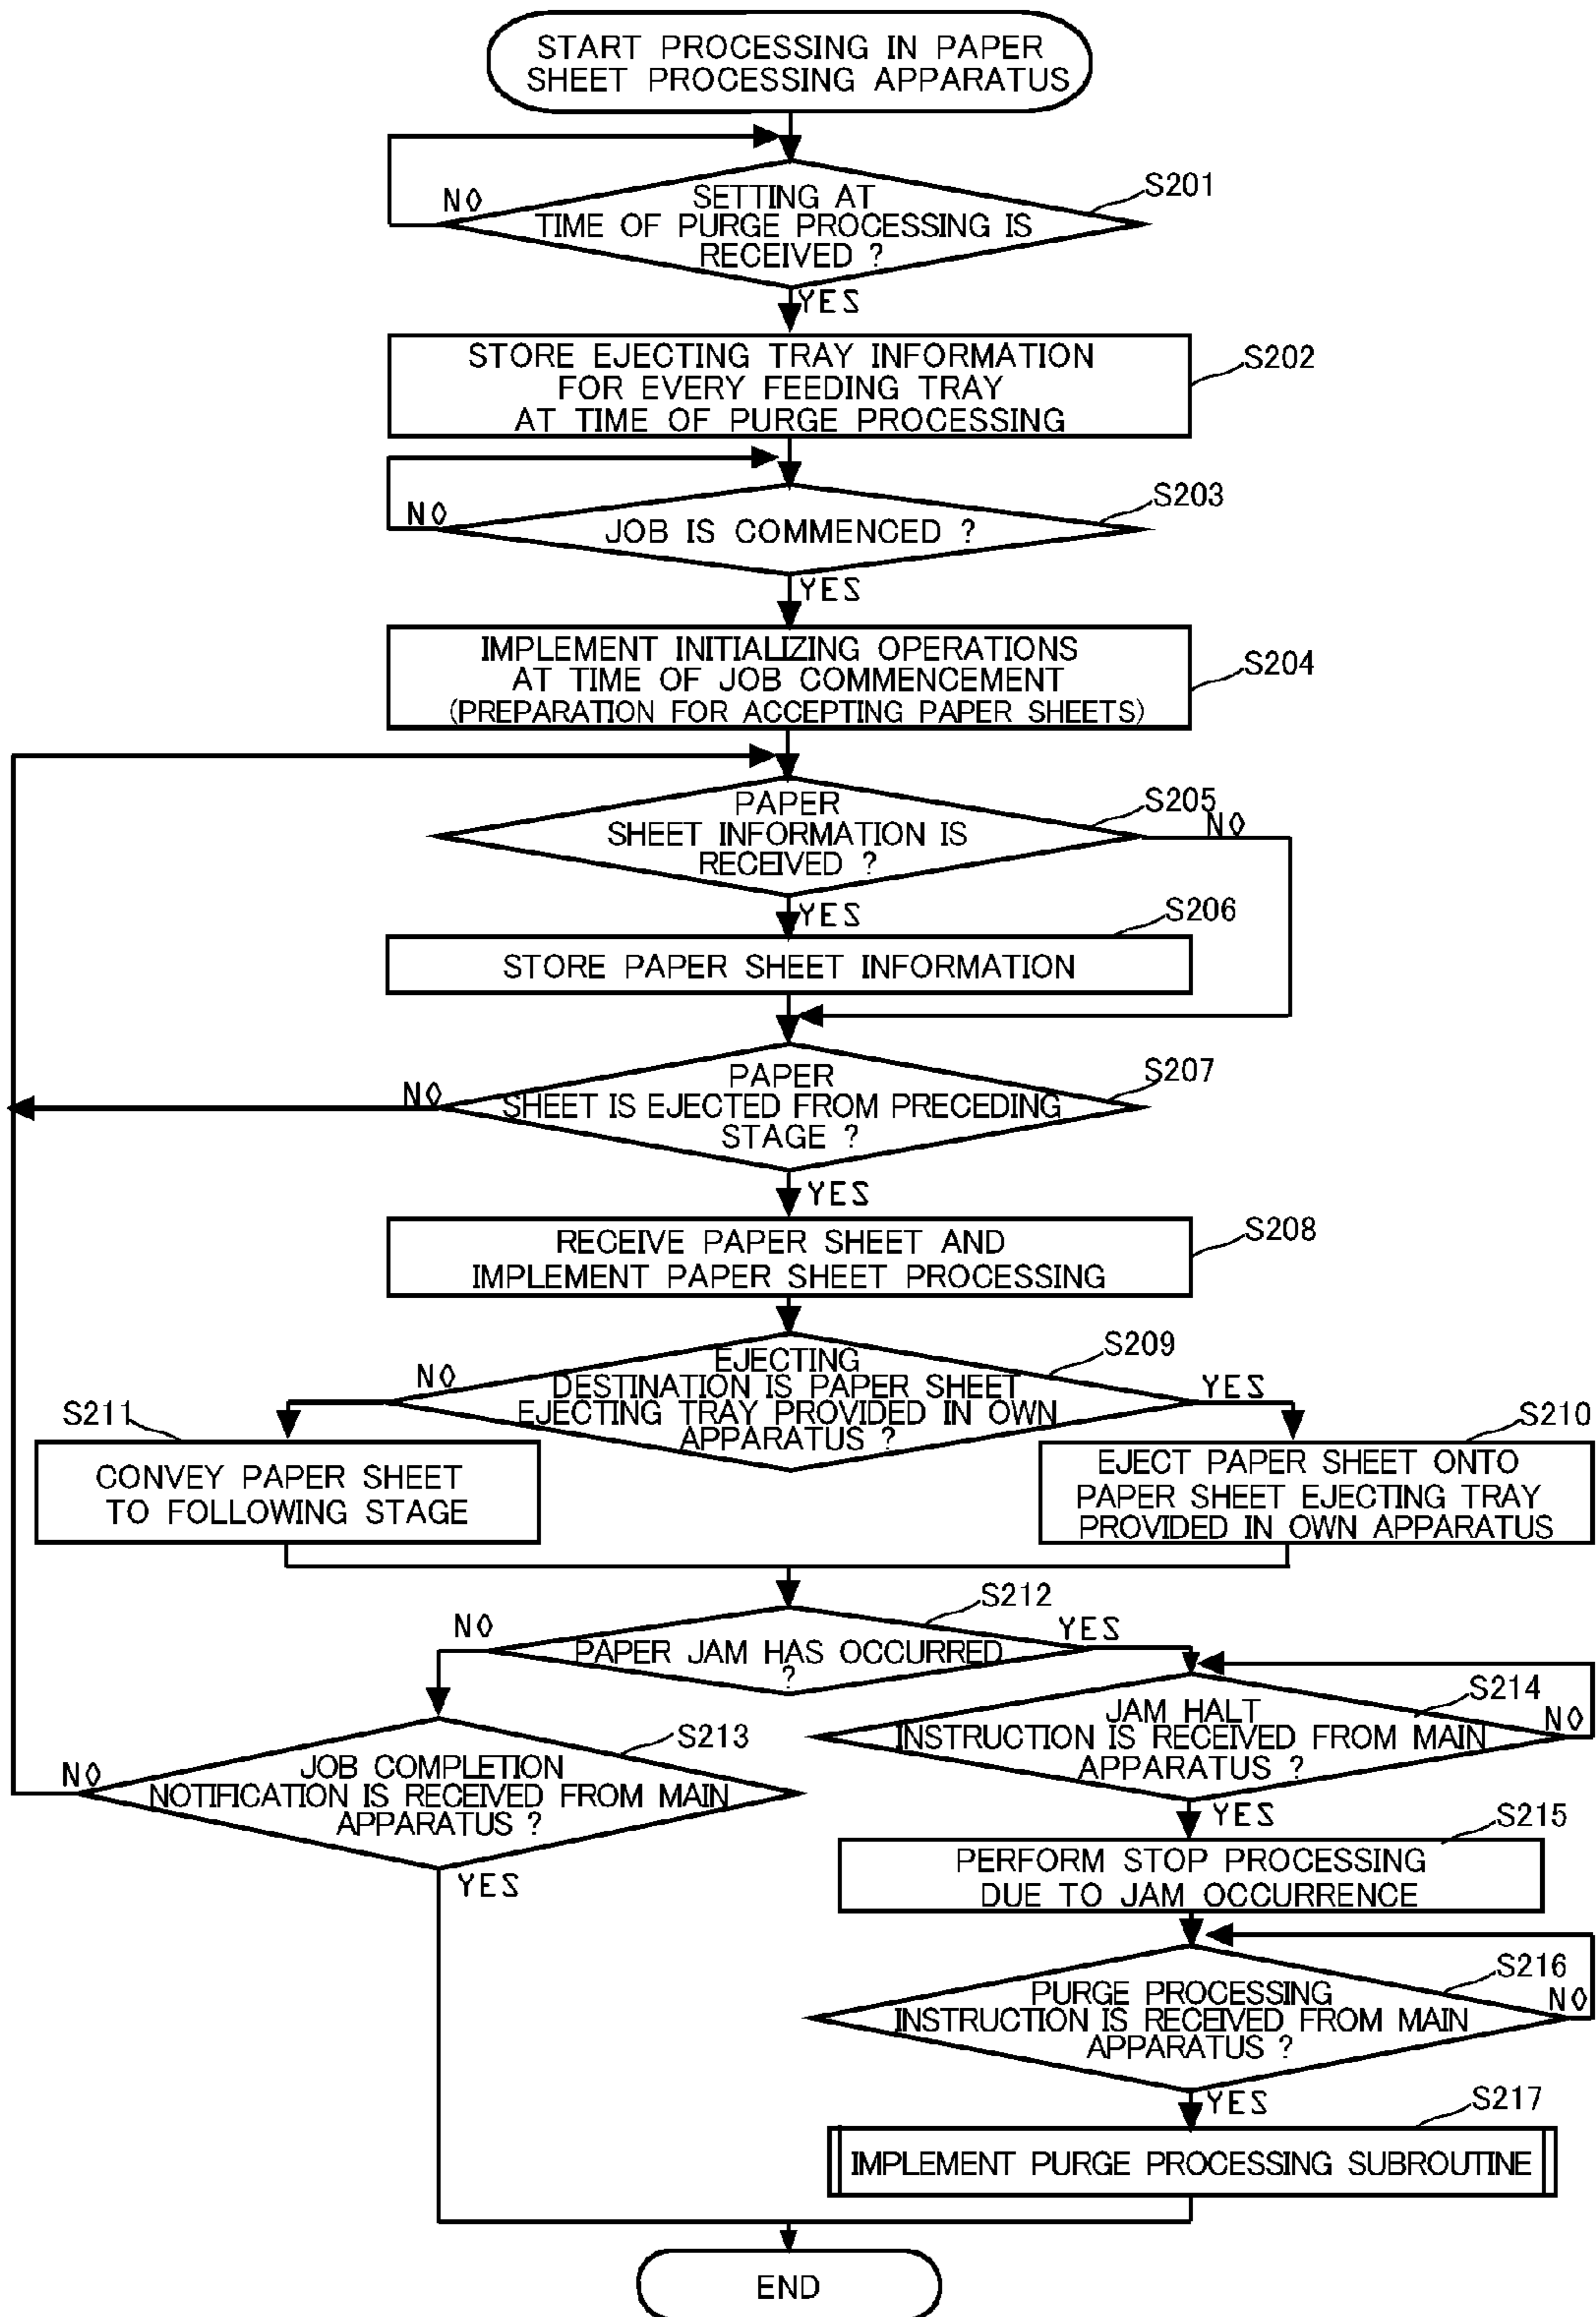 START PROCESSING IN PAPER
SHEET PROCESSING APPARATUS
S201
NO
SETTING AT
TIME OF PURGE PROCESSING IS
RECEIVED ?
YES
STORE EJECTING TRAY INFORMATION
FOR EVERY FEEDING TRAY
AT TIME OF PURGE PROCESSING
S202
S203
NO
JOB IS COMMENCED ?
YES
IMPLEMENT INITIALIZING OPERATIONS
AT TIME OF JOB COMMENCEMENT
(PREPARATION FOR ACCEPTING PAPER SHEETS)
S204
S205
NO
PAPER
SHEET INFORMATION IS
RECEIVED ?
YES
S206
STORE PAPER SHEET INFORMATION
S207
NO
PAPER
SHEET IS EJECTED FROM PRECEDING
STAGE ?
YES
RECEIVE PAPER SHEET AND
IMPLEMENT PAPER SHEET PROCESSING
S208
S209
NO
EJECTING
DESTINATION IS PAPER SHEET
EJECTING TRAY PROVIDED IN OWN
APPARATUS ?
YES
S211
CONVEY PAPER SHEET
TO FOLLOWING STAGE
S210
EJECT PAPER SHEET ONTO
PAPER SHEET EJECTING TRAY
PROVIDED IN OWN APPARATUS
S212
NO
YES
PAPER JAM HAS OCCURRED
?
S213
NO
JOB COMPLETION
NOTIFICATION IS RECEIVED FROM MAIN
APPARATUS ?
YES
S214
NO
JAM HALT
INSTRUCTION IS RECEIVED FROM MAIN
APPARATUS ?
YES
S215
PERFORM STOP PROCESSING
DUE TO JAM OCCURRENCE
S216
NO
PURGE PROCESSING
INSTRUCTION IS RECEIVED FROM MAIN
APPARATUS ?
YES
S217
IMPLEMENT PURGE PROCESSING SUBROUTINE
END